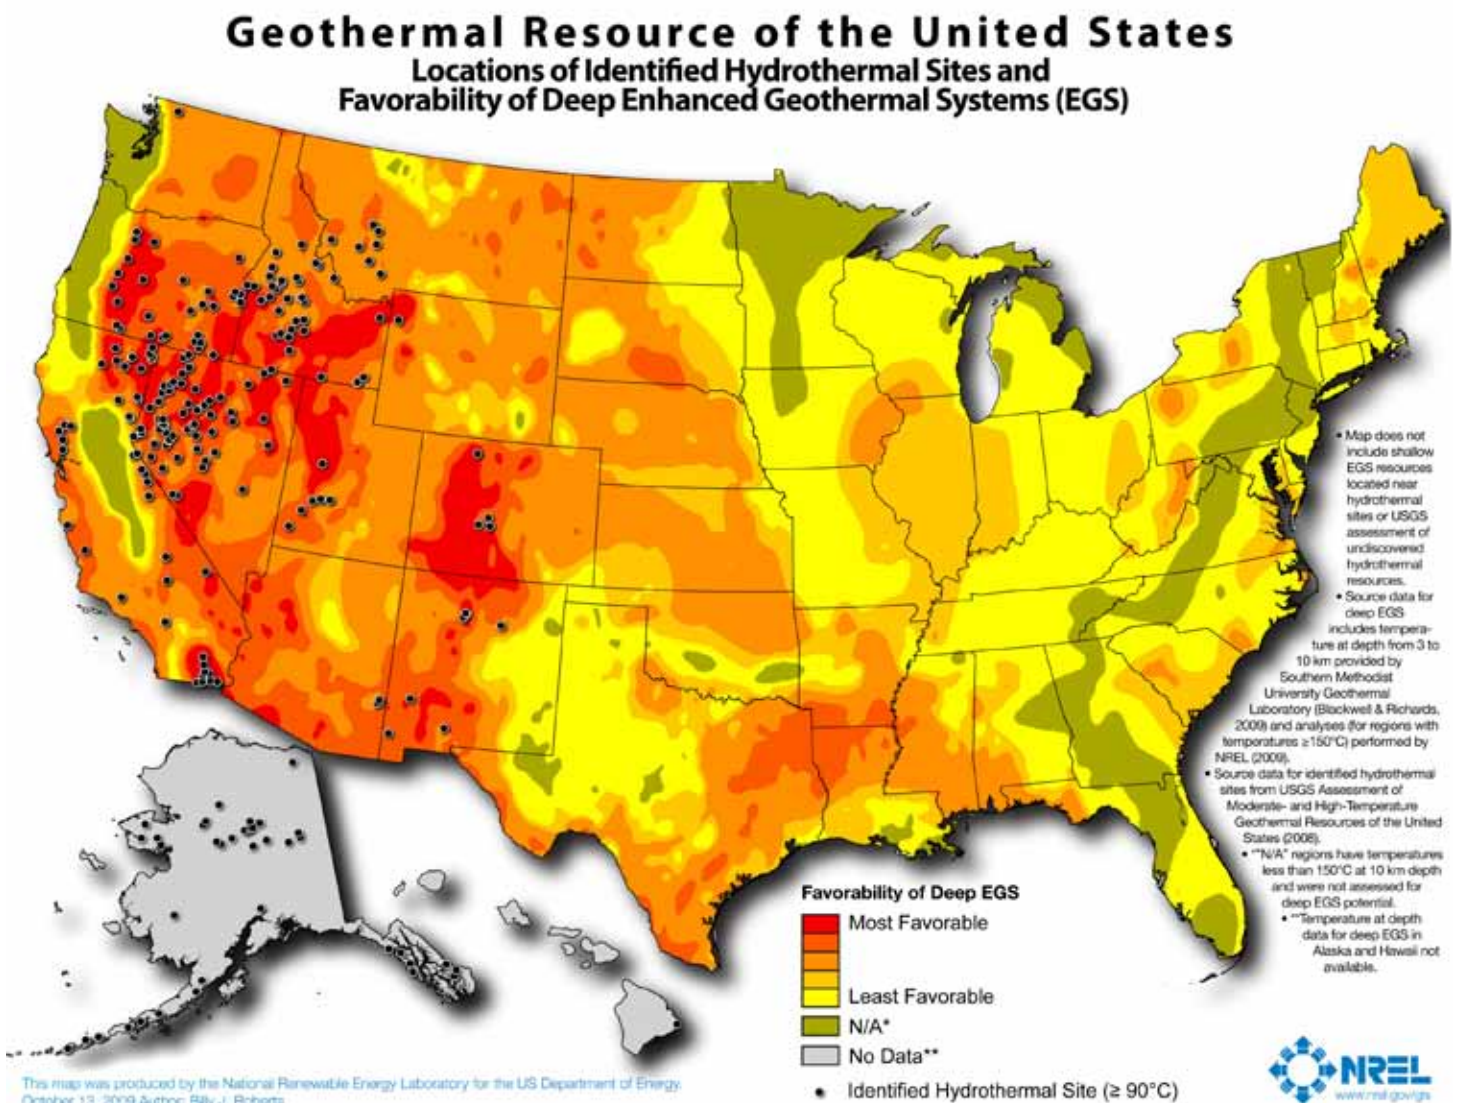 Geothermal Resource of the United States
Locations of Identified Hydrothermal Sites and
Favorability of Deep Enhanced Geothermal Systems (EGS)
• Map does not
include shallow
EGS resources
located near
hydrothermal
sites or USGS
assessment of
undiscovered
hydrothermal
resources.
• Source data for
deep EGS
includes tempera-
ture at depth from 3 to
10 km provided by
Southern Methodist
University Geothermal
Laboratory (Blackwell & Richards,
2009) and analyses (for regions with
temperatures ≥150°C) performed by
NREL (2009).
• Source data for identified hydrothermal
sites from USGS Assessment of
Moderate- and High-Temperature
Geothermal Resources of the United
States (2008).
• *"N/A" regions have temperatures
less than 150°C at 10 km depth
and were not assessed for
deep EGS potential.
• **Temperature at depth
data for deep EGS in
Alaska and Hawaii not
available.
Favorability of Deep EGS
Most Favorable
Least Favorable
N/A*
No Data**
Identified Hydrothermal Site (≥ 90°C)
NREL
www.nrel.gov/gis
This map was produced by the National Renewable Energy Laboratory for the US Department of Energy.
October 13, 2009 Author: Billy J. Roberts